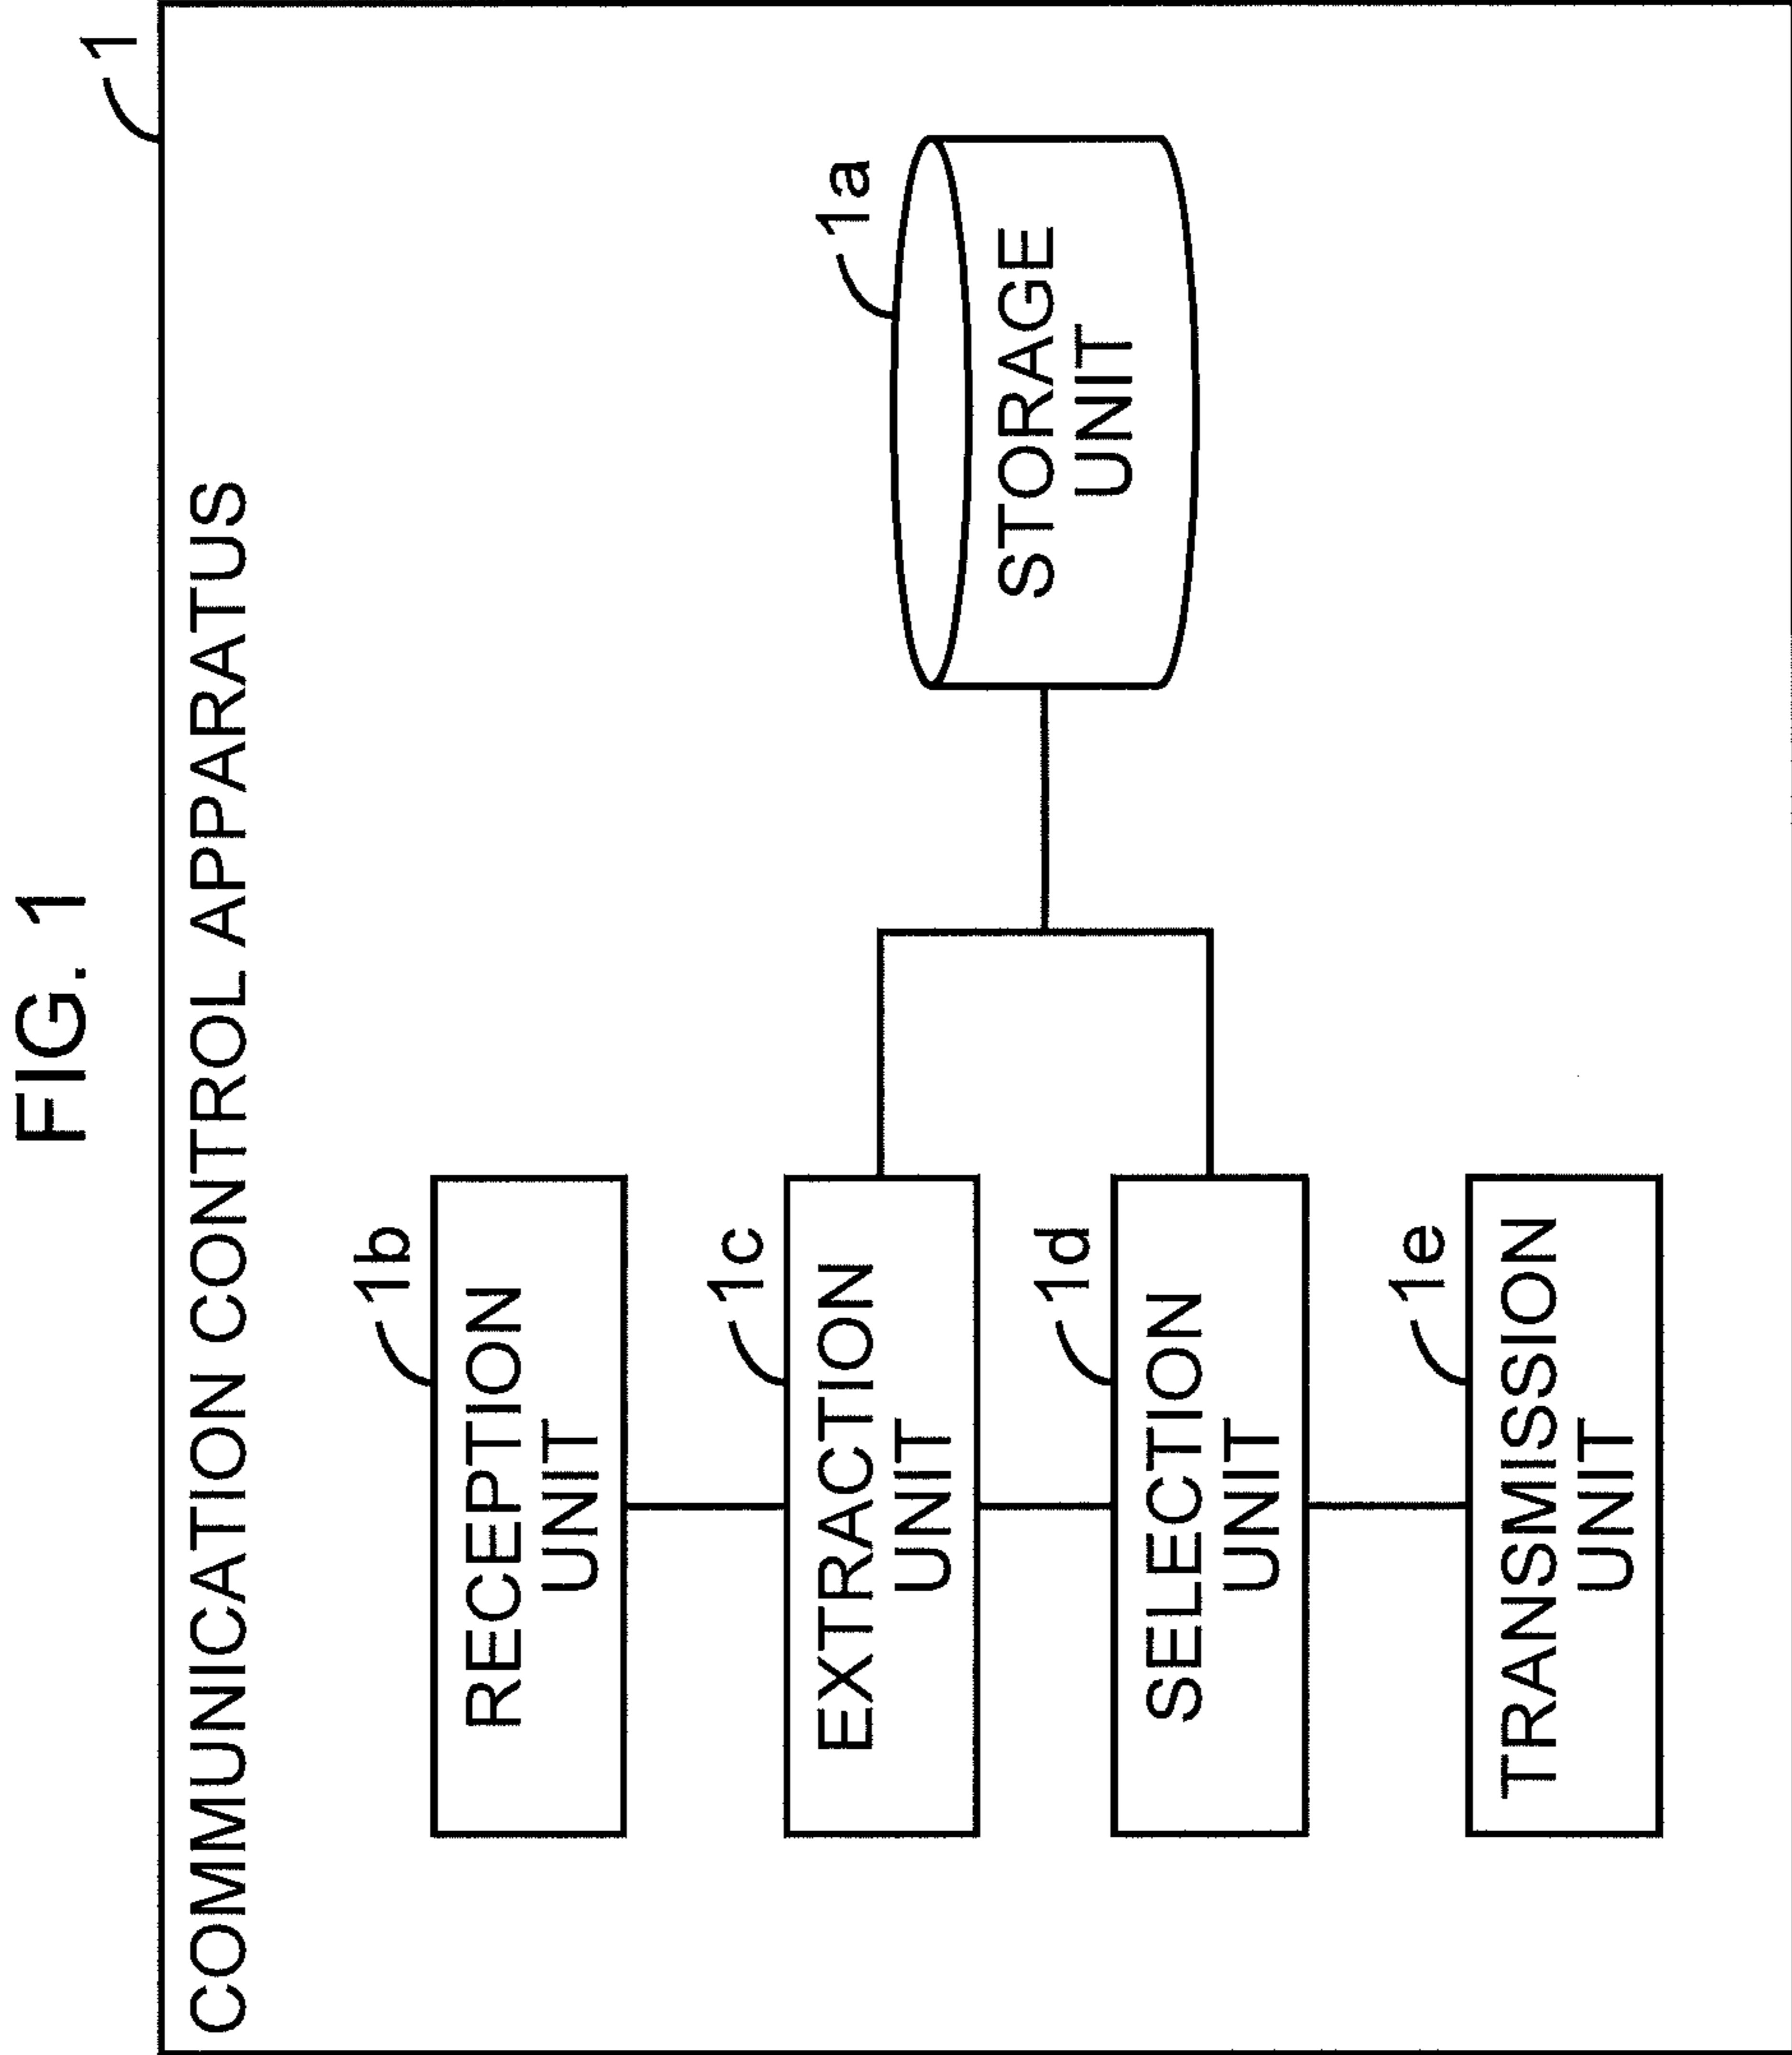 FIG. 1
1
COMMUNICATION CONTROL APPARATUS
1b
RECEPTION
UNIT
1c
EXTRACTION
UNIT
1d
SELECTION
UNIT
1e
TRANSMISSION
UNIT
1a
STORAGE
UNIT